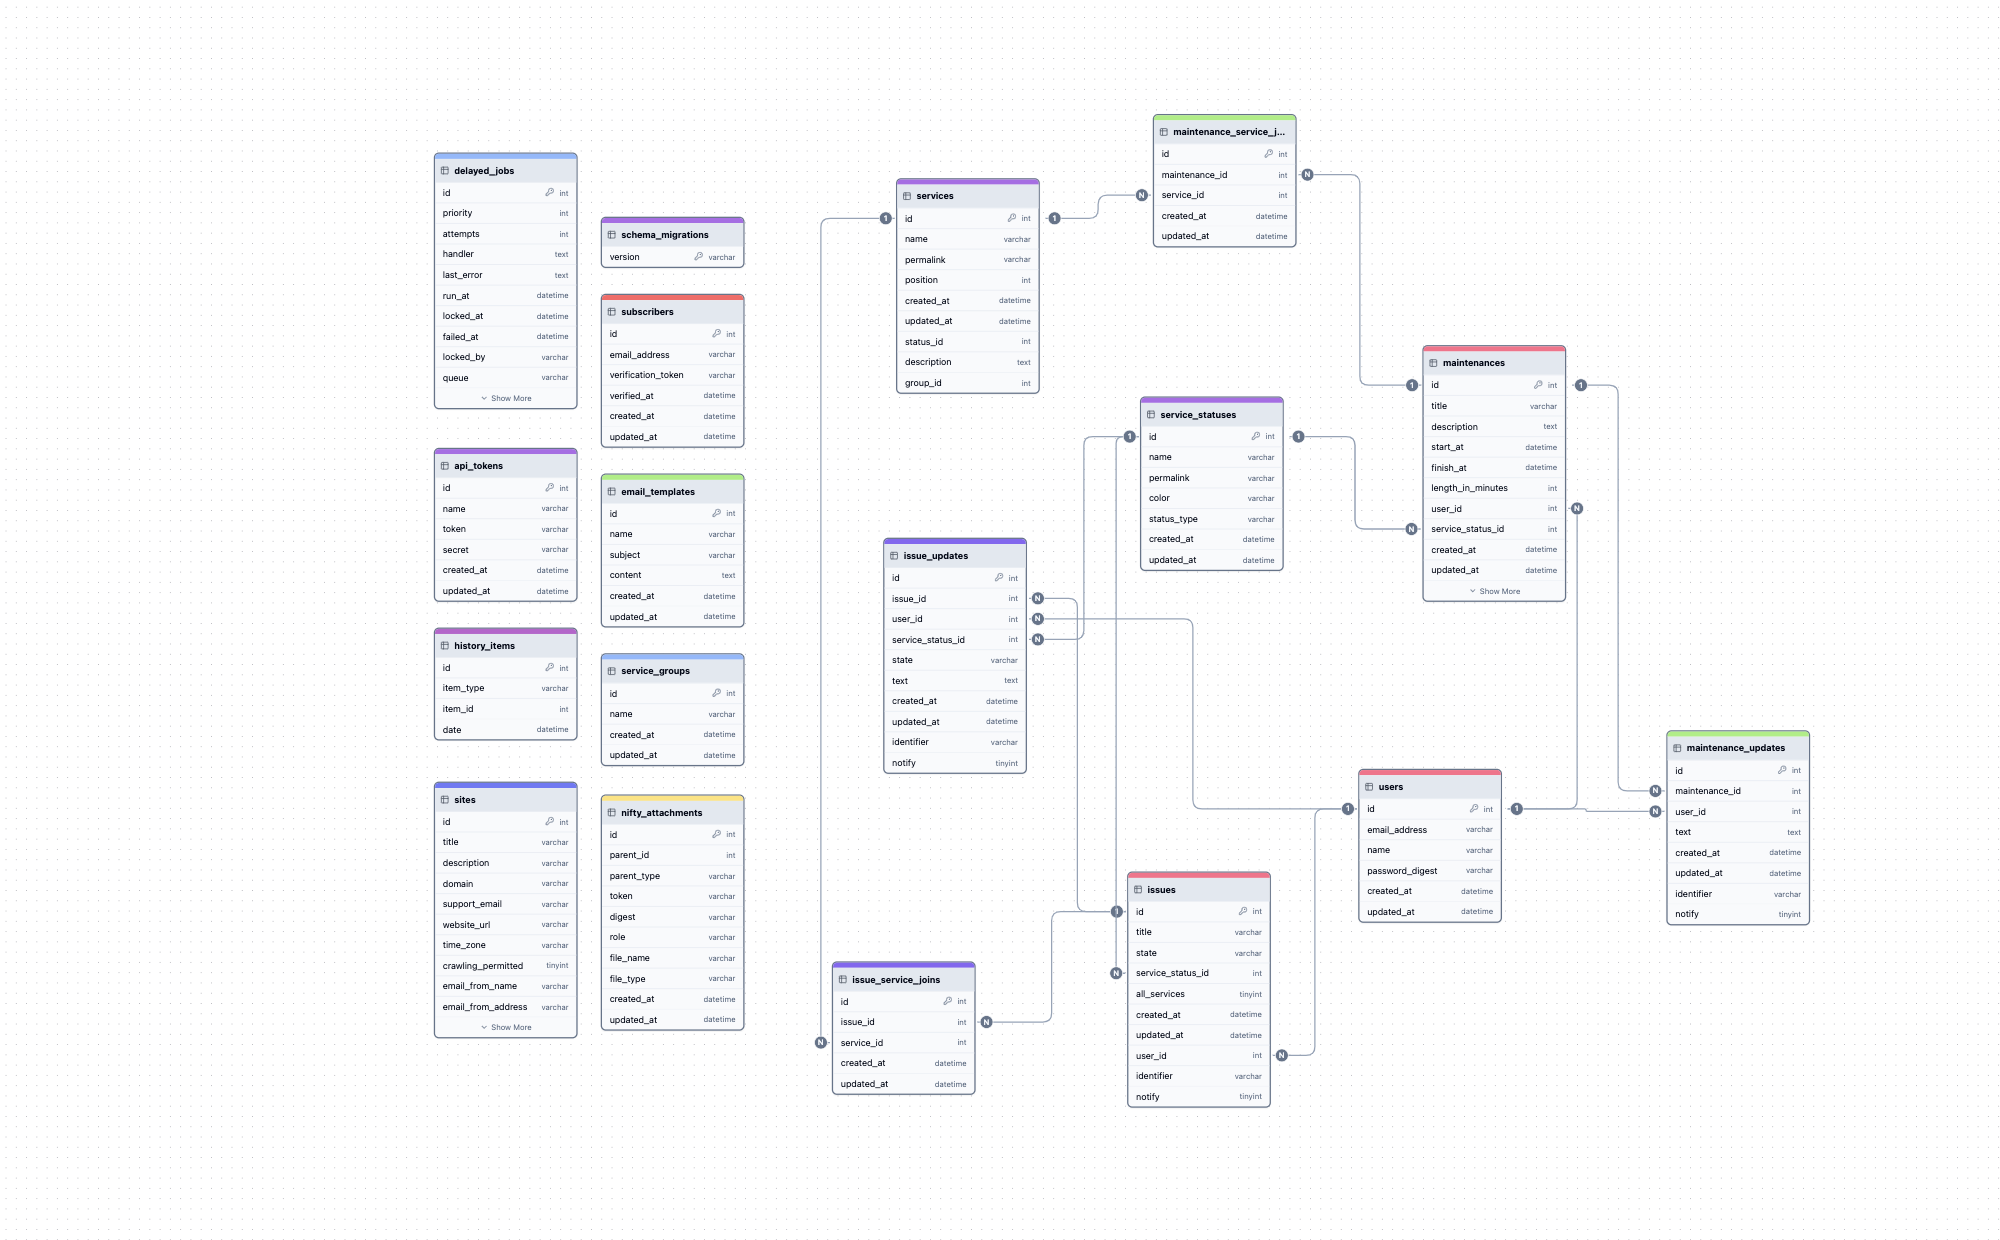 delayed_jobs
id int
priority int
attempts int
handler text
last_error text
run_at datetime
locked_at datetime
failed_at datetime
locked_by varchar
queue varchar
Show More
schema_migrations
version varchar
subscribers
id int
email_address varchar
verification_token varchar
verified_at datetime
created_at datetime
updated_at datetime
api_tokens
id int
name varchar
token varchar
secret varchar
created_at datetime
updated_at datetime
email_templates
id int
name varchar
subject varchar
content text
created_at datetime
updated_at datetime
history_items
id int
item_type varchar
item_id int
date datetime
service_groups
id int
name varchar
created_at datetime
updated_at datetime
sites
id int
title varchar
description varchar
domain varchar
support_email varchar
website_url varchar
time_zone varchar
crawling_permitted tinyint
email_from_name varchar
email_from_address varchar
Show More
nifty_attachments
id int
parent_id int
parent_type varchar
token varchar
digest varchar
role varchar
file_name varchar
file_type varchar
created_at datetime
updated_at datetime
services
1 id int 1
name varchar
permalink varchar
position int
created_at datetime
updated_at datetime
status_id int
description text
group_id int
maintenance_service_j...
id int
maintenance_id int N
N service_id int
created_at datetime
updated_at datetime
service_statuses
1 id int 1
name varchar
permalink varchar
color varchar
status_type varchar
created_at datetime
updated_at datetime
maintenances
1 id int 1
title varchar
description text
start_at datetime
finish_at datetime
length_in_minutes int
user_id int N
N service_status_id int
created_at datetime
updated_at datetime
Show More
issue_updates
id int
issue_id int N
user_id int N
service_status_id int N
state varchar
text text
created_at datetime
updated_at datetime
identifier varchar
notify tinyint
users
1 id int 1
email_address varchar
name varchar
password_digest varchar
created_at datetime
updated_at datetime
maintenance_updates
id int
N maintenance_id int
N user_id int
text text
created_at datetime
updated_at datetime
identifier varchar
notify tinyint
issues
1 id int
title varchar
state varchar
N service_status_id int
all_services tinyint
created_at datetime
updated_at datetime
user_id int N
identifier varchar
notify tinyint
issue_service_joins
id int
issue_id int N
N service_id int
created_at datetime
updated_at datetime